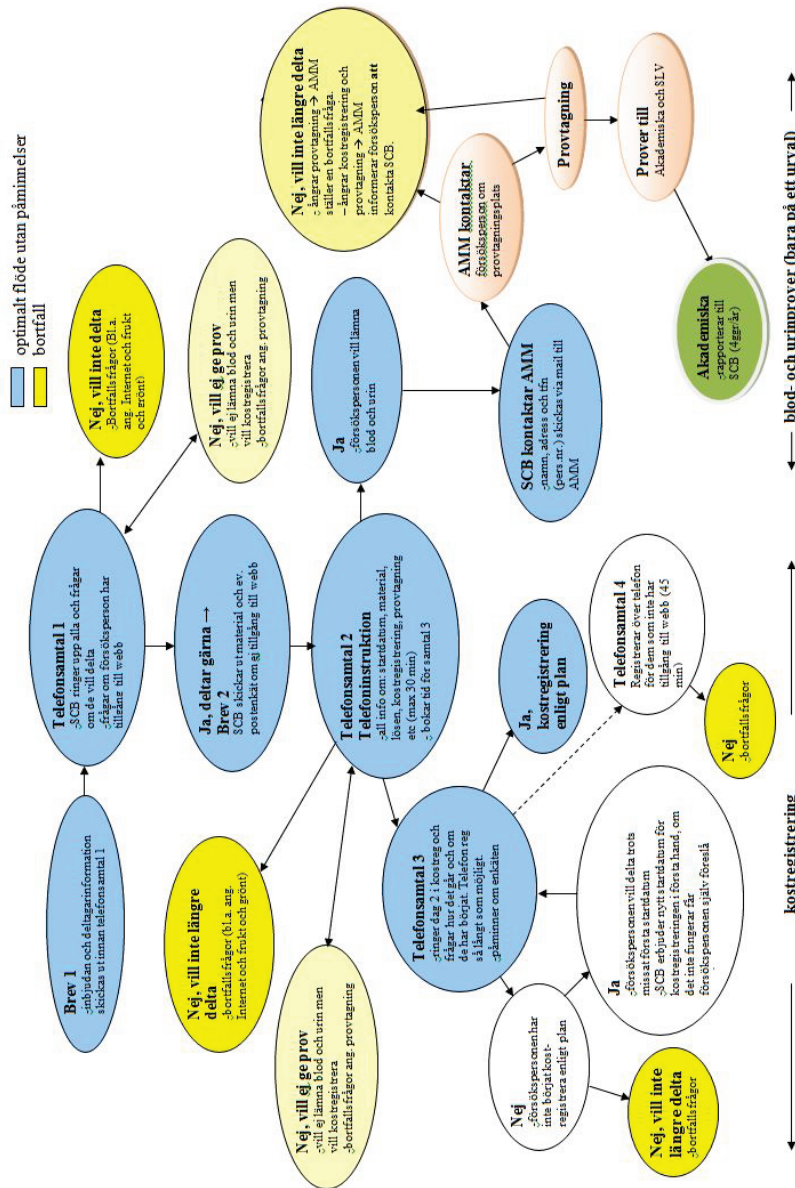 optimalt flöde utan påminnelser
bortfall
Brev 1
-inbjudan och deltagarinformation
skickas ut innan telefonsamtal 1
Telefonsamtal 1
-SCB ringer upp alla och frågar
om de vill delta
-frågar om försöksperson har
tillgång till webb
Nej, vill inte delta
-Bortfallsfrågor (Bl.a.
ang. Internet och frukt
och grönt)
Nej, vill ej ge prov
-vill ej lämna blod och urin men
vill kostregistrera
-bortfallsfrågor ang. provtagning
Ja, deltar gärna →
Brev 2
SCB skickar ut material och ev.
postenkät om ej tillgång till webb
Nej, vill inte längre
delta
-bortfallsfrågor (bl.a. ang.
Internet och frukt och grönt)
Telefonsamtal 2
Telefoninstruktion
-all info om: startdatum, material,
lösen, kostregistrering, provtagning
etc (max 30 min)
- bokar tid för samtal 3
Ja
-försökspersonen vill lämna
blod och urin
Nej, vill inte längre delta
- ångrar provtagning → AMM
ställer en bortfallsfråga.
– ångrar kostregistrering och
provtagning → AMM
informerar försöksperson att
kontakta SCB.
Nej, vill ej ge prov
-vill ej lämna blod och urin men
vill kostregistrera
-bortfallsfrågor ang. provtagning
Telefonsamtal 3
-ringer dag 2 i kostreg och
frågar hur det går och om
de har börjat. Telefon reg
så långt som möjligt.
-påminner om enkäten
Ja,
kostregistrering
enligt plan
SCB kontaktar AMM
-namn, adress och tfn
(pers.nr.) skickas via mail till
AMM
AMM kontaktar
försöksperson om
provtagningsplats
Provtagning
Nej
-försökspersonen har
inte börjat kost-
registrera enligt plan
Ja
-försökspersonen vill delta trots
missat första startdatum
-SCB erbjuder nytt startdatum för
kostregistreringen i första hand, om
det inte fungerar får
försökspersonen själv föreslå
Telefonsamtal 4
Registrerar över telefon
för dem som inte har
tillgång till webb (45
min)
Prover till
Akademiska och SLV
Nej, vill inte
längre delta
-bortfallsfrågor
Nej
-bortfallsfrågor
Akademiska
-rapporterar till
SCB (4ggr/år)
kostregistrering
blod- och urinprover (bara på ett urval)